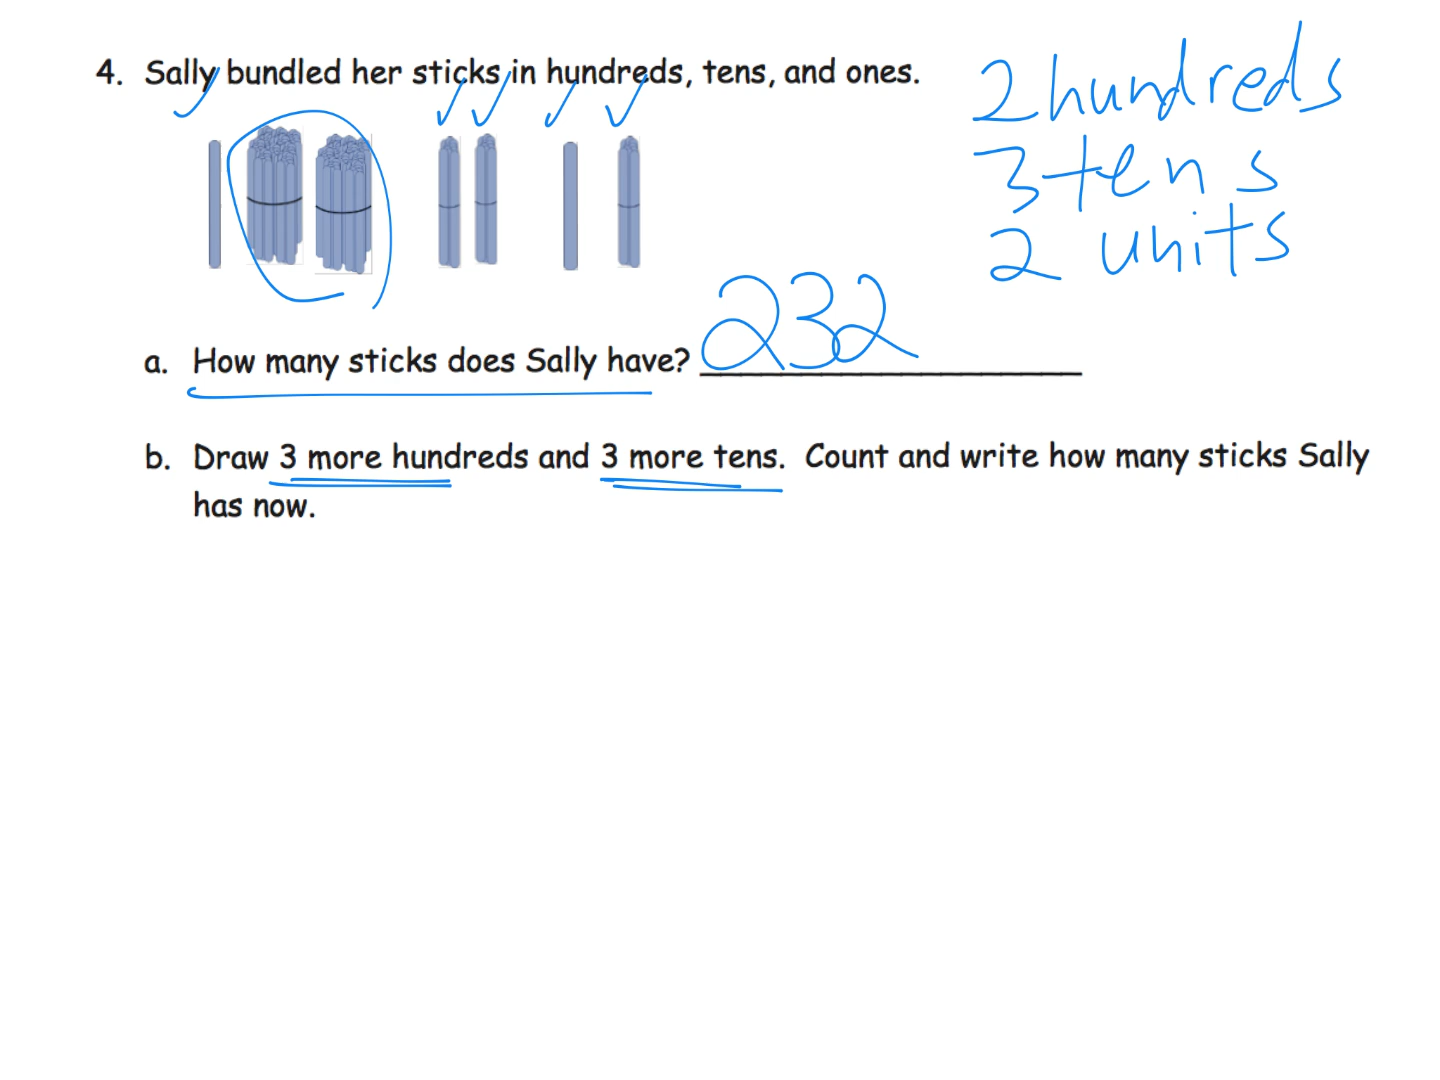 4. Sally bundled her sticks in hundreds, tens, and ones.
2 hundreds
3 tens
2 units
a. How many sticks does Sally have? 232
b. Draw 3 more hundreds and 3 more tens. Count and write how many sticks Sally
has now.